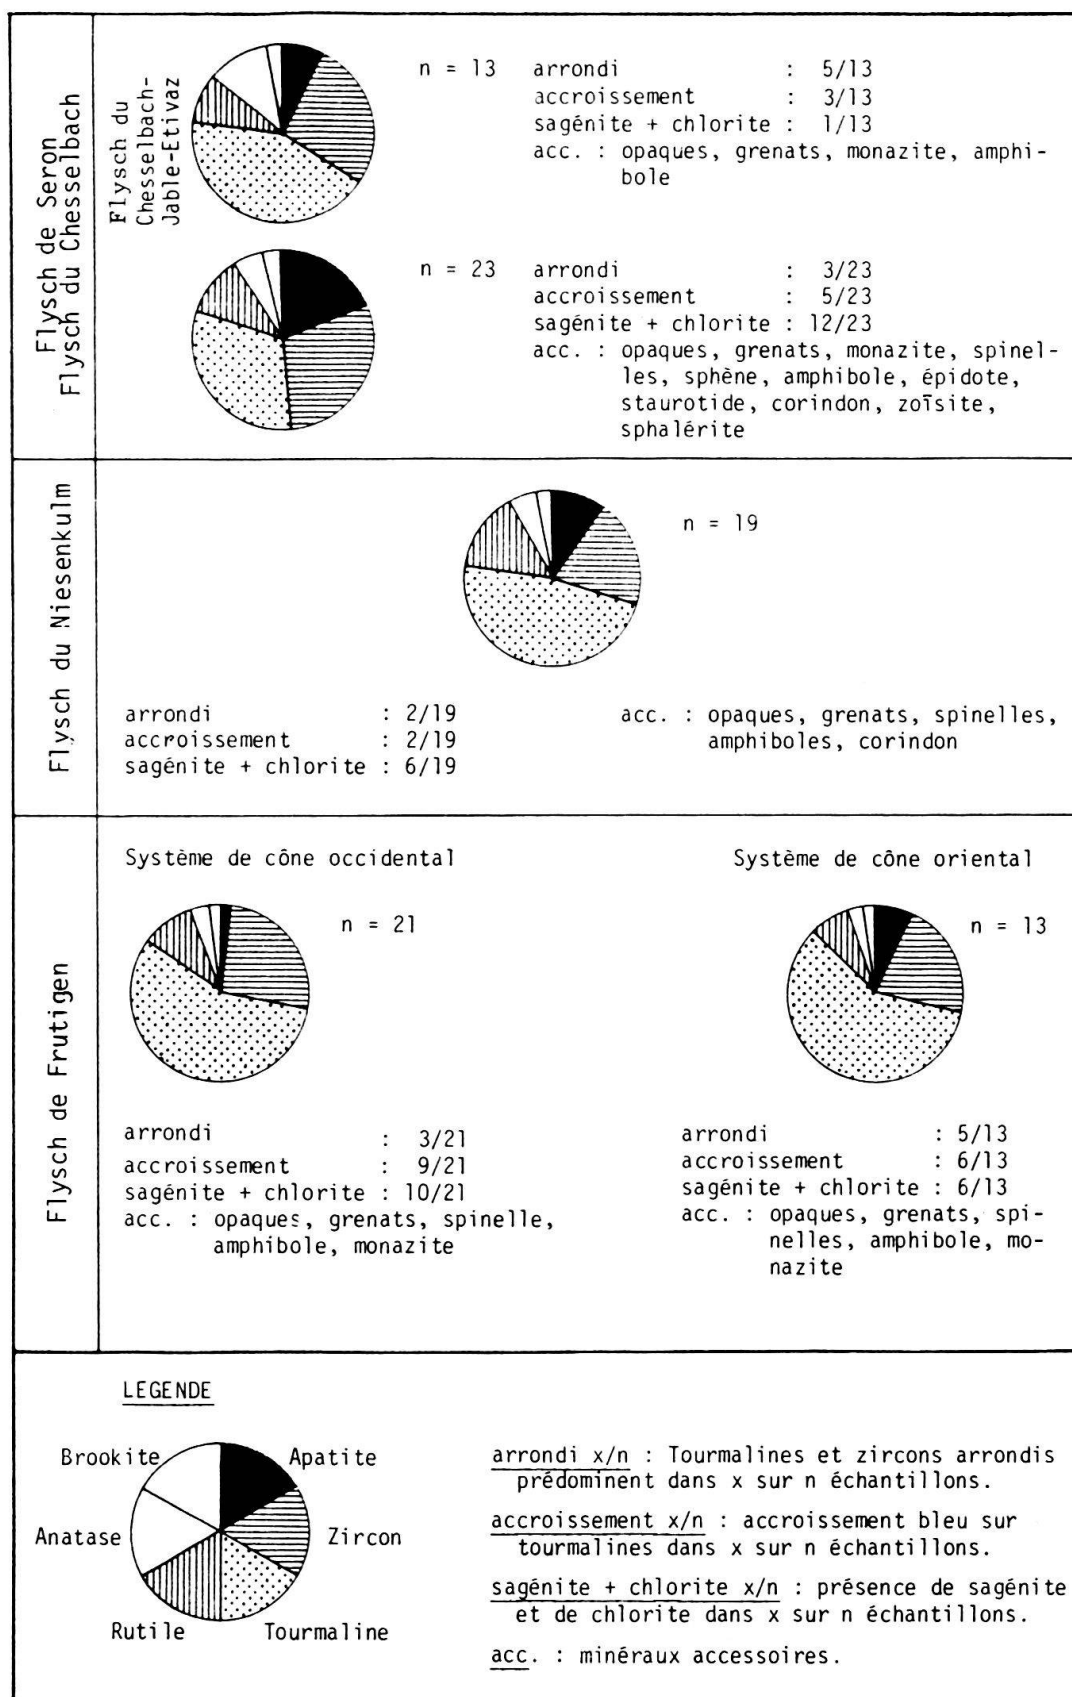 Flysch de Seron
Flysch du Chesselbach
Flysch du
Chesselbach-
Jable-Etivaz
n = 13
arrondi : 5/13
accroissement : 3/13
sagénite + chlorite : 1/13
acc. : opaques, grenats, monazite, amphi-
bole
n = 23
arrondi : 3/23
accroissement : 5/23
sagénite + chlorite : 12/23
acc. : opaques, grenats, monazite, spinel-
les, sphène, amphibole, épidote,
staurotide, corindon, zoïsite,
sphalérite
Flysch du Niesenkulm
n = 19
arrondi : 2/19
accroissement : 2/19
sagénite + chlorite : 6/19
acc. : opaques, grenats, spinelles,
amphiboles, corindon
Flysch de Frutigen
Système de cône occidental
n = 21
arrondi : 3/21
accroissement : 9/21
sagénite + chlorite : 10/21
acc. : opaques, grenats, spinelle,
amphibole, monazite
Système de cône oriental
n = 13
arrondi : 5/13
accroissement : 6/13
sagénite + chlorite : 6/13
acc. : opaques, grenats, spi-
nelles, amphibole, mo-
nazite
LEGENDE
Brookite
Apatite
Anatase
Zircon
Rutile
Tourmaline
arrondi x/n : Tourmalines et zircons arrondis
prédominent dans x sur n échantillons.
accroissement x/n : accroissement bleu sur
tourmalines dans x sur n échantillons.
sagénite + chlorite x/n : présence de sagénite
et de chlorite dans x sur n échantillons.
acc. : minéraux accessoires.